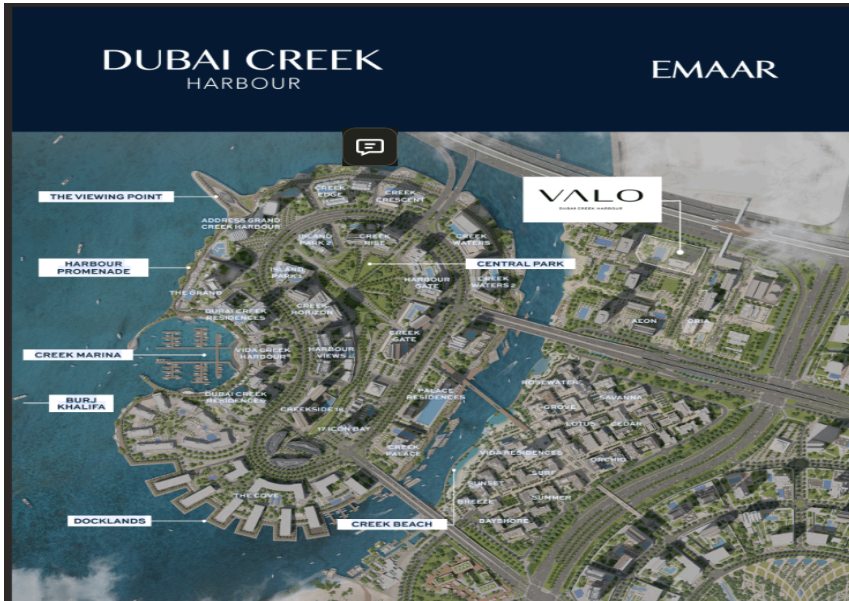 DUBAI CREEK
HARBOUR
EMAAR
THE VIEWING POINT
CREEK
EDGE
CREEK
CRESCENT
VALO
DUBAI CREEK HARBOUR
ADDRESS GRAND
CREEK HARBOUR
ISLAND
PARK 2
CREEK
RISE
CREEK
WATERS
HARBOUR
PROMENADE
CENTRAL PARK
ISLAND
PARK 1
HARBOUR
GATE
CREEK
WATERS 2
THE GRAND
DUBAI CREEK
RESIDENCES
CREEK
HORIZON
AEON
CREEK MARINA
VIDA CREEK
HARBOUR
HARBOUR
VIEWS
CREEK
GATE
BURJ
KHALIFA
DUBAI CREEK
RESIDENCES
CREEKSIDE 18
PALACE
RESIDENCES
ROSEWATER
SAVANNA
GROVE
LOTUS
CEDAR
17 ICON BAY
CREEK
PALACE
VIDA RESIDENCES
ORCHID
SURF
SUNSET
THE COVE
BREEZE
SUMMER
DOCKLANDS
CREEK BEACH
BAYSHORE